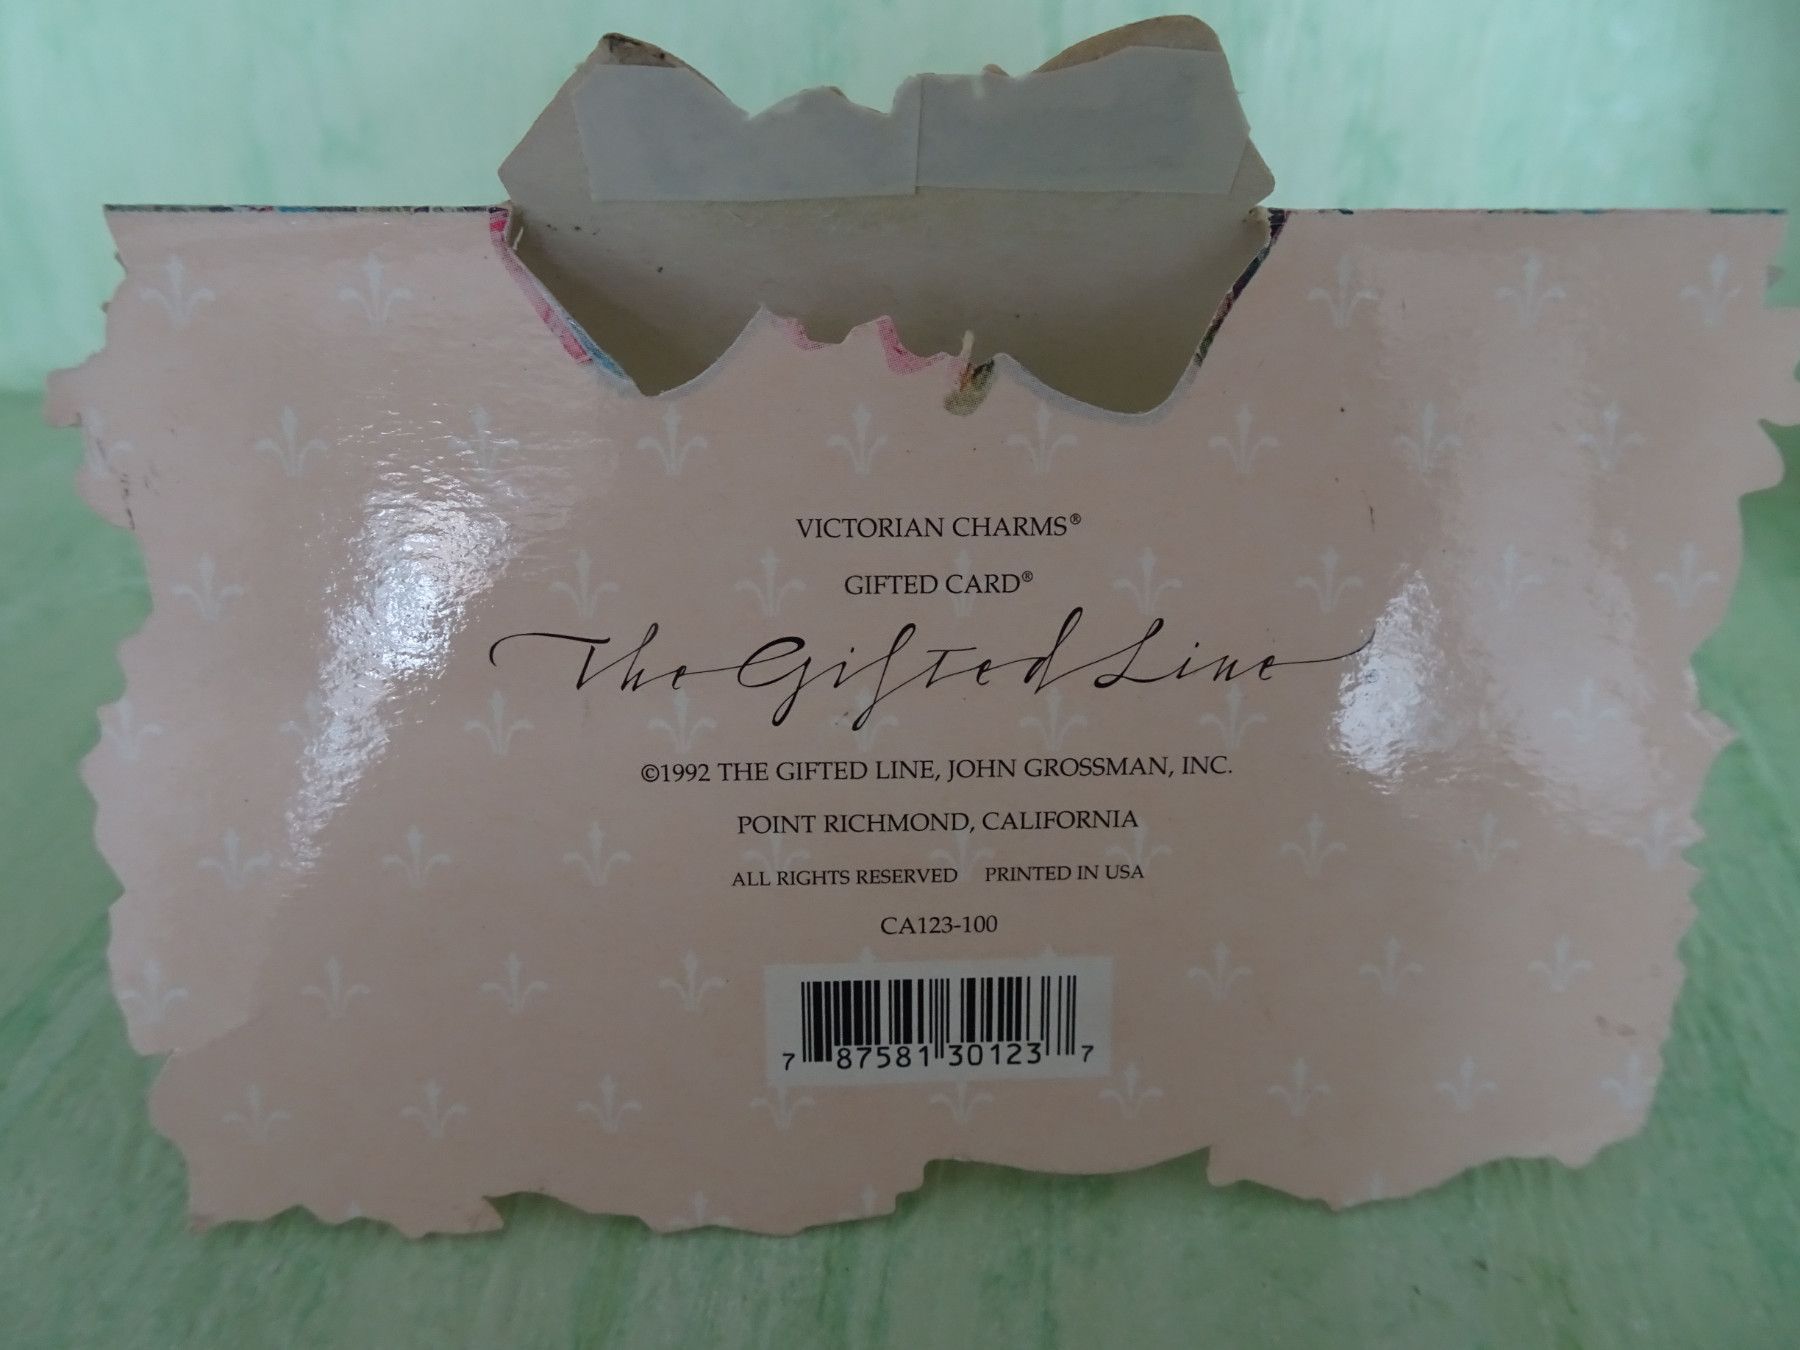 VICTORIAN CHARMS®
GIFTED CARD®
The Gifted Line
©1992 THE GIFTED LINE, JOHN GROSSMAN, INC.
POINT RICHMOND, CALIFORNIA
ALL RIGHTS RESERVED PRINTED IN USA
CA123-100
7 87581 30123 7